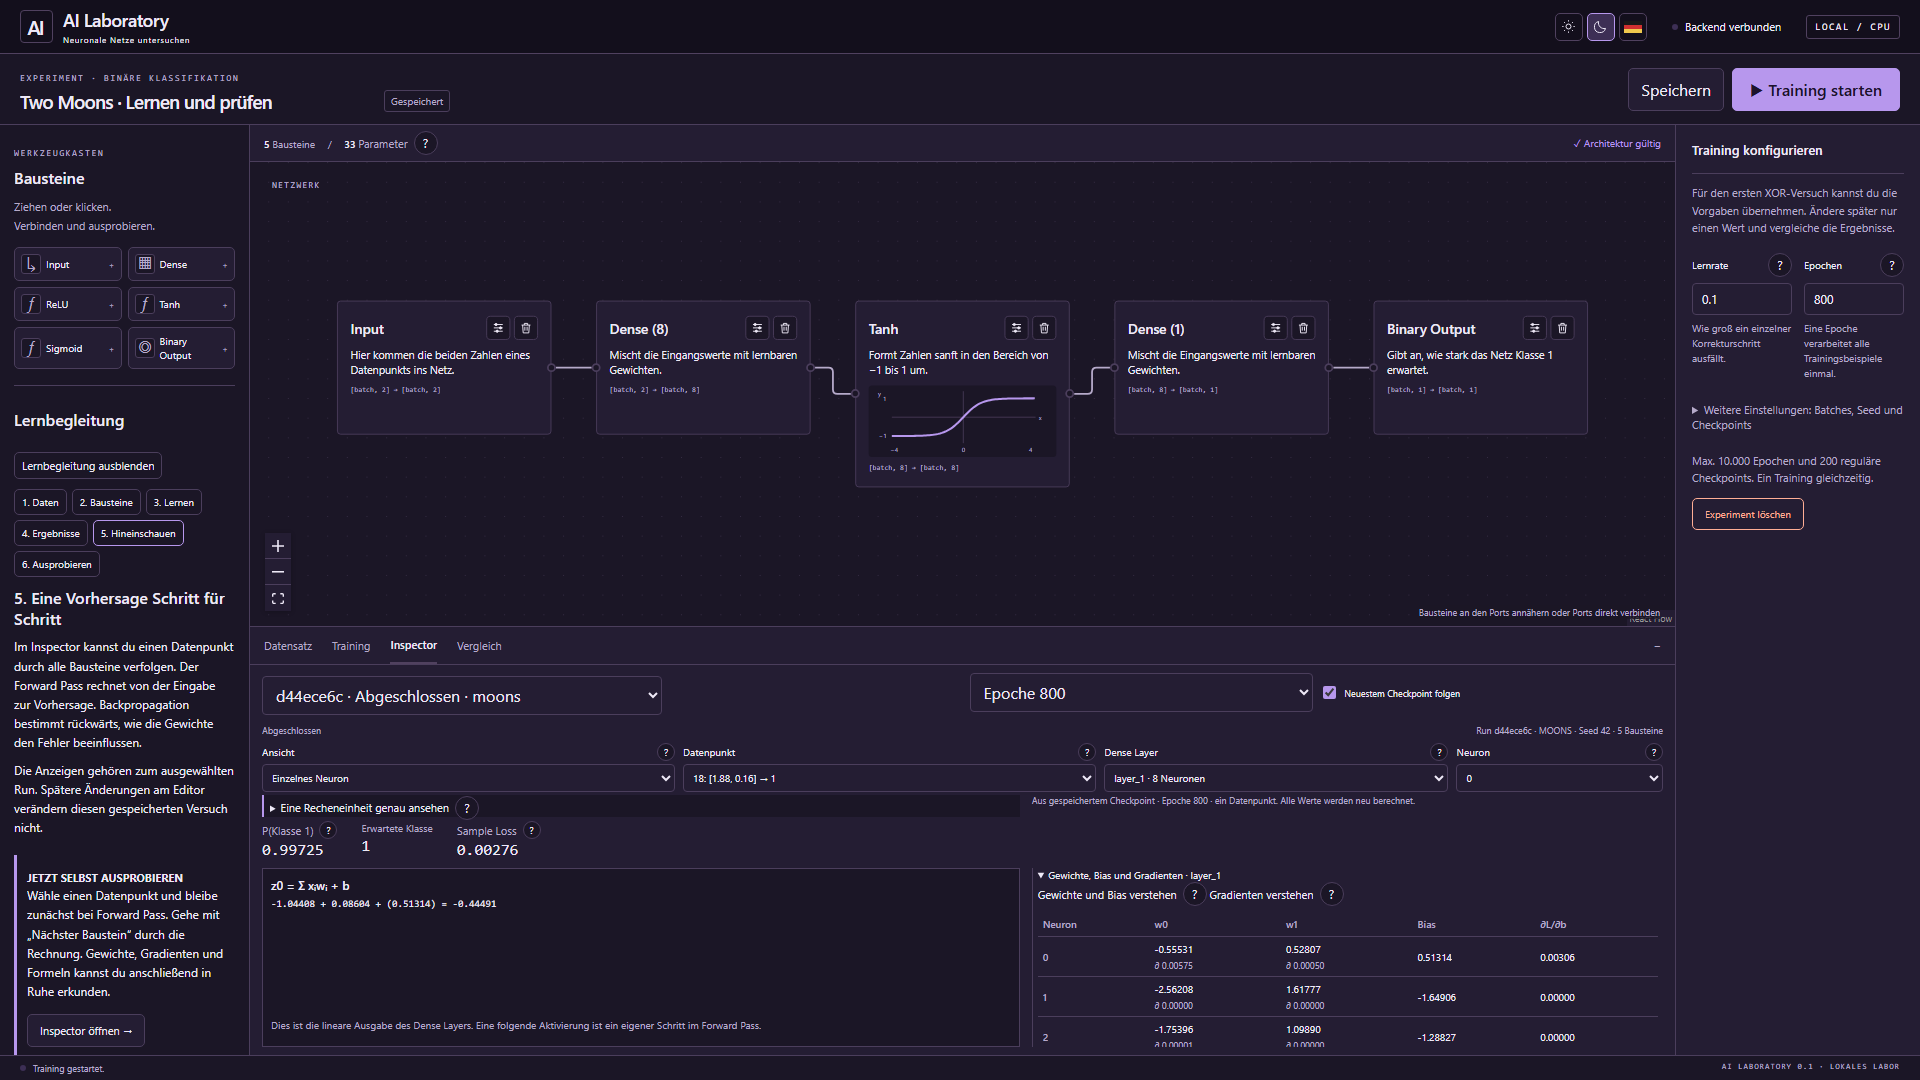 AI
AI Laboratory
Neuronale Netze untersuchen
Backend verbunden
LOCAL / CPU
EXPERIMENT · BINÄRE KLASSIFIKATION
Two Moons · Lernen und prüfen
Gespeichert
Speichern
▶ Training starten
WERKZEUGKASTEN
Bausteine
Ziehen oder klicken.
Verbinden und ausprobieren.
Input +
Dense +
ReLU +
Tanh +
Sigmoid +
Binary Output +
Lernbegleitung
Lernbegleitung ausblenden
1. Daten
2. Bausteine
3. Lernen
4. Ergebnisse
5. Hineinschauen
6. Ausprobieren
5. Eine Vorhersage Schritt für
Schritt
Im Inspector kannst du einen Datenpunkt
durch alle Bausteine verfolgen. Der
Forward Pass rechnet von der Eingabe
zur Vorhersage. Backpropagation
bestimmt rückwärts, wie die Gewichte
den Fehler beeinflussen.
Die Anzeigen gehören zum ausgewählten
Run. Spätere Änderungen am Editor
verändern diesen gespeicherten Versuch
nicht.
JETZT SELBST AUSPROBIEREN
Wähle einen Datenpunkt und bleibe
zunächst bei Forward Pass. Gehe mit
„Nächster Baustein" durch die
Rechnung. Gewichte, Gradienten und
Formeln kannst du anschließend in
Ruhe erkunden.
Inspector öffnen →
5 Bausteine / 33 Parameter ?
✓ Architektur gültig
NETZWERK
Input
Hier kommen die beiden Zahlen eines
Datenpunkts ins Netz.
[batch, 2] → [batch, 2]
Dense (8)
Mischt die Eingangswerte mit lernbaren
Gewichten.
[batch, 2] → [batch, 8]
Tanh
Formt Zahlen sanft in den Bereich von
−1 bis 1 um.
y
1
x
−1
−4 0 4
[batch, 8] → [batch, 8]
Dense (1)
Mischt die Eingangswerte mit lernbaren
Gewichten.
[batch, 8] → [batch, 1]
Binary Output
Gibt an, wie stark das Netz Klasse 1
erwartet.
[batch, 1] → [batch, 1]
Bausteine an den Ports annähern oder Ports direkt verbinden
React Flow
Datensatz Training Inspector Vergleich
d44ece6c · Abgeschlossen · moons
Epoche 800
Neuestem Checkpoint folgen
Abgeschlossen
Run d44ece6c · MOONS · Seed 42 · 5 Bausteine
Ansicht ?
Einzelnes Neuron
Datenpunkt ?
18: [1.88, 0.16] → 1
Dense Layer ?
layer_1 · 8 Neuronen
Neuron ?
0
▶ Eine Recheneinheit genau ansehen ?
Aus gespeichertem Checkpoint · Epoche 800 · ein Datenpunkt. Alle Werte werden neu berechnet.
P(Klasse 1) ?
0.99725
Erwartete Klasse
1
Sample Loss ?
0.00276
z0 = Σ xᵢwᵢ + b
-1.04408 + 0.08604 + (0.51314) = -0.44491
Dies ist die lineare Ausgabe des Dense Layers. Eine folgende Aktivierung ist ein eigener Schritt im Forward Pass.
▼ Gewichte, Bias und Gradienten · layer_1
Gewichte und Bias verstehen ? Gradienten verstehen ?
Neuron w0 w1 Bias ∂L/∂b
0 -0.55531 0.52807 0.51314 0.00306
∂ 0.00575 ∂ 0.00050
1 -2.56208 1.61777 -1.64906 0.00000
∂ 0.00000 ∂ 0.00000
2 -1.75396 1.09890 -1.28827 0.00000
∂ 0.00001 ∂ 0.00000
Training konfigurieren
Für den ersten XOR-Versuch kannst du die
Vorgaben übernehmen. Ändere später nur
einen Wert und vergleiche die Ergebnisse.
Lernrate ?
0.1
Wie groß ein einzelner
Korrekturschritt
ausfällt.
Epochen ?
800
Eine Epoche
verarbeitet alle
Trainingsbeispiele
einmal.
▶ Weitere Einstellungen: Batches, Seed und
Checkpoints
Max. 10.000 Epochen und 200 reguläre
Checkpoints. Ein Training gleichzeitig.
Experiment löschen
Training gestartet.
AI LABORATORY 0.1 · LOKALES LABOR